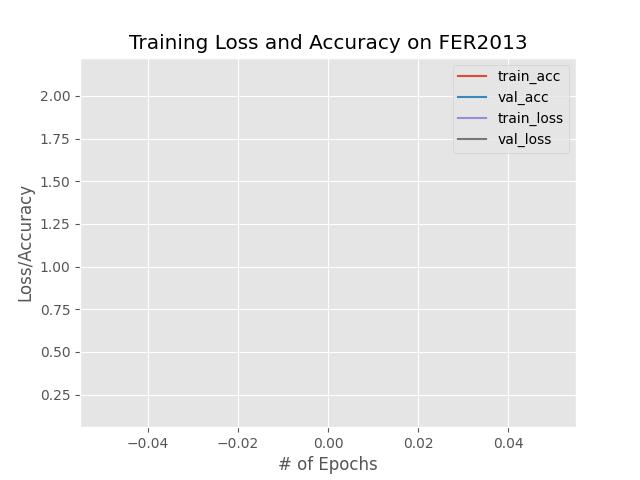 Training Loss and Accuracy on FER2013
train_acc
val_acc
train_loss
val_loss
Loss/Accuracy
2.00
1.75
1.50
1.25
1.00
0.75
0.50
0.25
−0.04 −0.02 0.00 0.02 0.04
# of Epochs